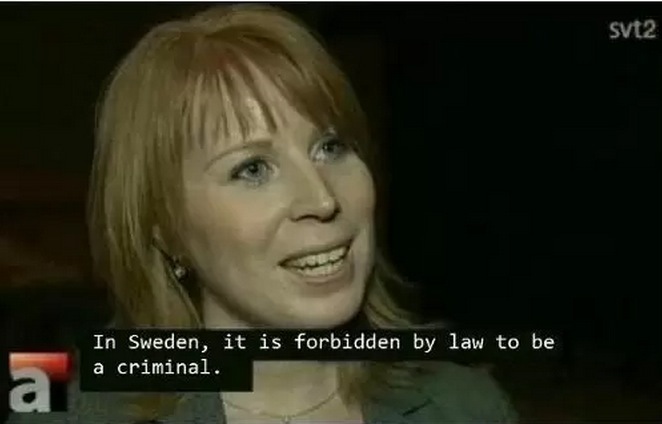 svt2
In Sweden, it is forbidden by law to be
a criminal.
a